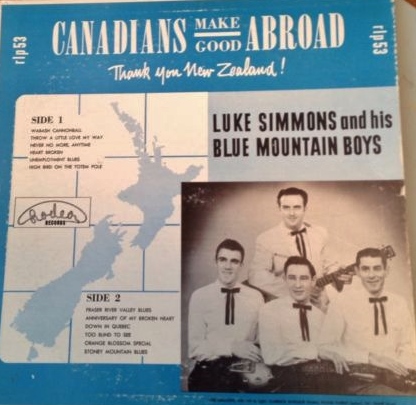 rlp53
CANADIANS MAKE GOOD ABROAD
rlp53
Thank you New Zealand!
LUKE SIMMONS and his
BLUE MOUNTAIN BOYS
SIDE 1
WABASH CANNONBALL
THROW A LITTLE LOVE MY WAY
NEVER NO MORE, ANYTIME
HEART BROKEN
UNEMPLOYMENT BLUES
HIGH BIRD ON THE TOTEM POLE
Rodeo
RECORDS
SIDE 2
FRASER RIVER VALLEY BLUES
ANNIVERSARY OF MY BROKEN HEART
DOWN IN QUEBEC
TOO BLIND TO SEE
ORANGE BLOSSOM SPECIAL
STONEY MOUNTAIN BLUES